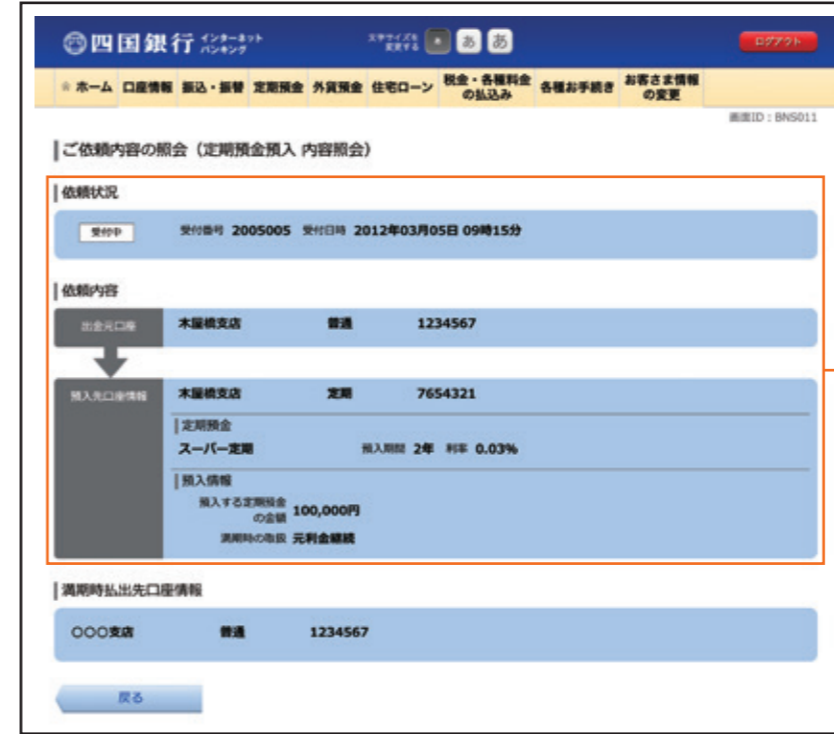 四国銀行 インターネット
バンキング
文字サイズを
変更する
あ あ
ログアウト
ホーム 口座情報 振込・振替 定期預金 外貨預金 住宅ローン 税金・各種料金
の払込み 各種お手続き お客さま情報
の変更
画面ID：BNS011
ご依頼内容の照会（定期預金預入 内容照会）
依頼状況
受付中 受付番号 2005005 受付日時 2012年03月05日 09時15分
依頼内容
出金元口座 木屋橋支店 普通 1234567
預入先口座情報 木屋橋支店 定期 7654321
定期預金
スーパー定期 預入期間 2年 利率 0.03%
預入情報
預入する定期預金
の金額 100,000円
満期時の取扱 元利金継続
満期時払出先口座情報
○○○支店 普通 1234567
戻る